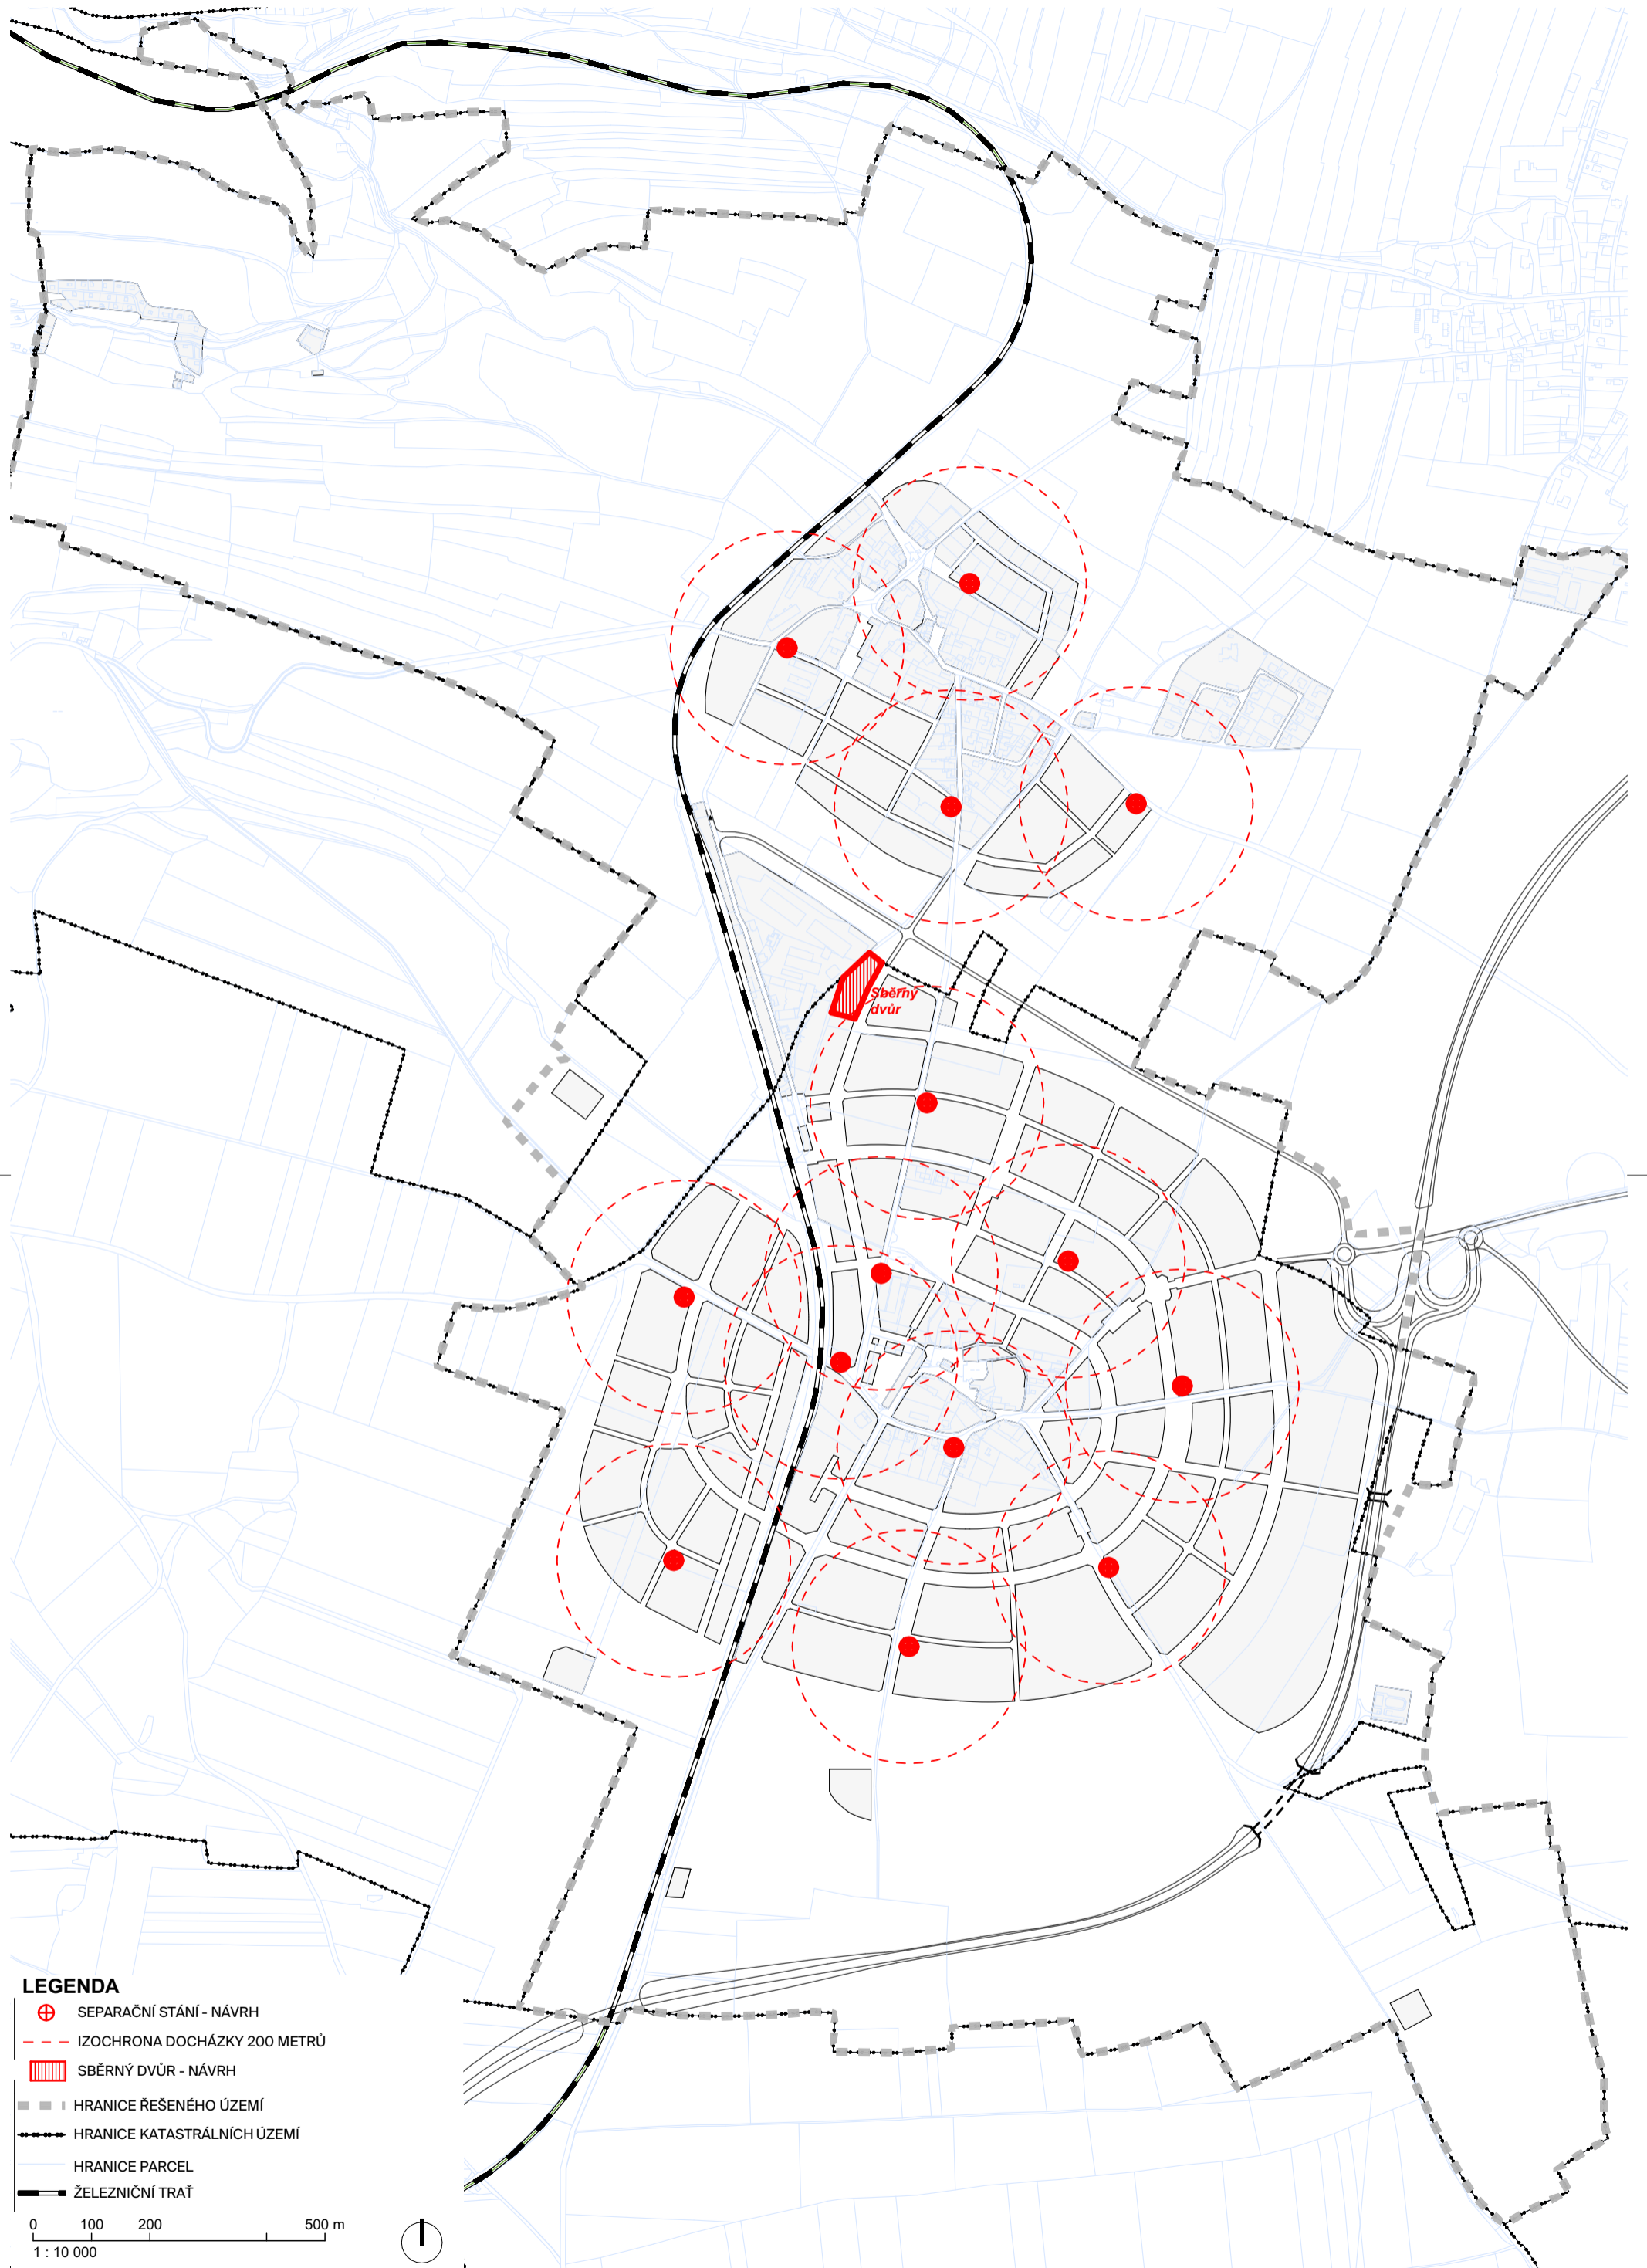 Sběrný
dvůr
LEGENDA
SEPARAČNÍ STÁNÍ - NÁVRH
IZOCHRONA DOCHÁZKY 200 METRŮ
SBĚRNÝ DVŮR - NÁVRH
HRANICE ŘEŠENÉHO ÚZEMÍ
HRANICE KATASTRÁLNÍCH ÚZEMÍ
HRANICE PARCEL
ŽELEZNIČNÍ TRAŤ
0 100 200 500 m
1 : 10 000